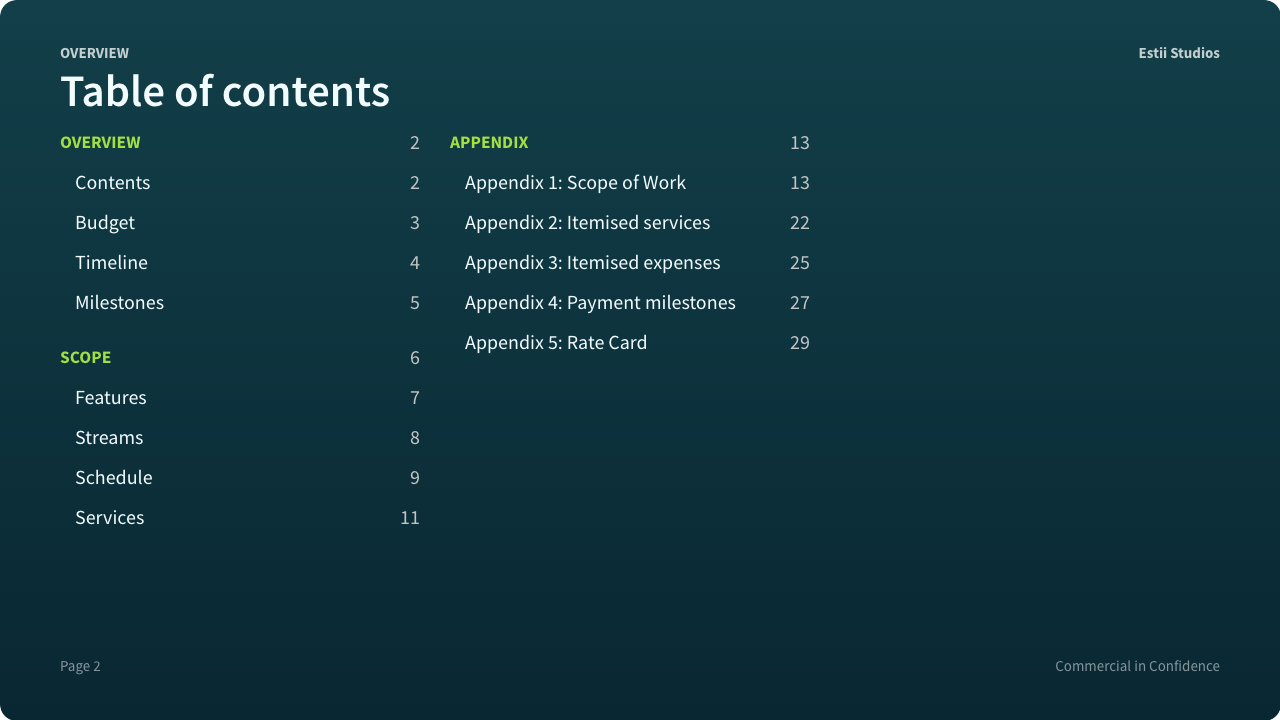 OVERVIEW
Estii Studios
Table of contents
OVERVIEW 2
Contents 2
Budget 3
Timeline 4
Milestones 5
SCOPE 6
Features 7
Streams 8
Schedule 9
Services 11
APPENDIX 13
Appendix 1: Scope of Work 13
Appendix 2: Itemised services 22
Appendix 3: Itemised expenses 25
Appendix 4: Payment milestones 27
Appendix 5: Rate Card 29
Page 2
Commercial in Confidence